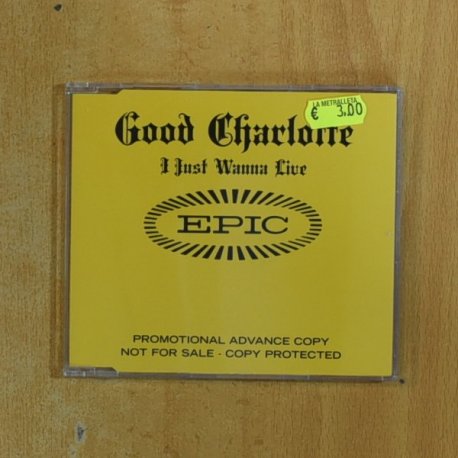 LA METRALLETA
€ 3.00
Good Charlotte
I Just Wanna Live
EPIC
PROMOTIONAL ADVANCE COPY
NOT FOR SALE - COPY PROTECTED